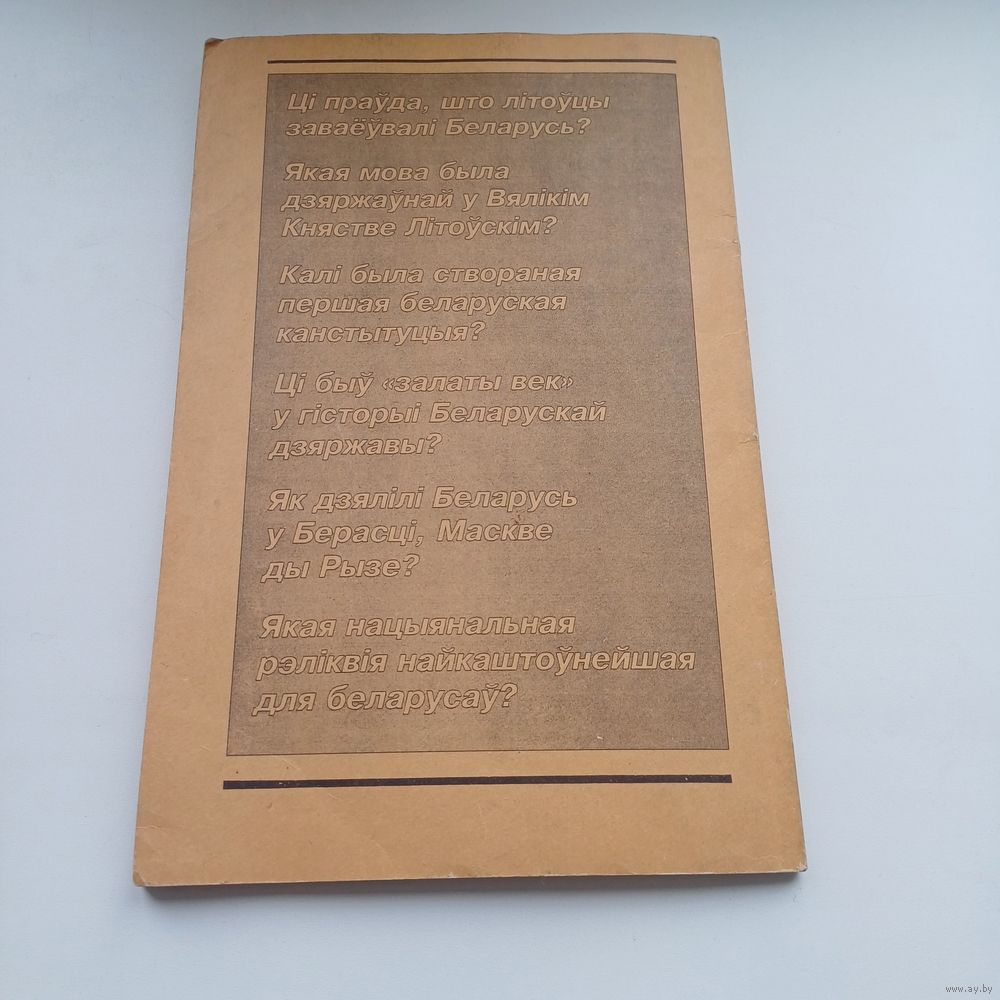 Ці праўда, што літоўцы
заваёўвалі Беларусь?
Якая мова была
дзяржаўнай у Вялікім
Княстве Літоўскім?
Калі была створаная
першая беларуская
канстытуцыя?
Ці быў «залаты век»
у гісторыі Беларускай
дзяржавы?
Як дзялілі Беларусь
у Берасці, Маскве
ды Рызе?
Якая нацыянальная
рэліквія найкаштоўнейшая
для беларусаў?
www.ay.by